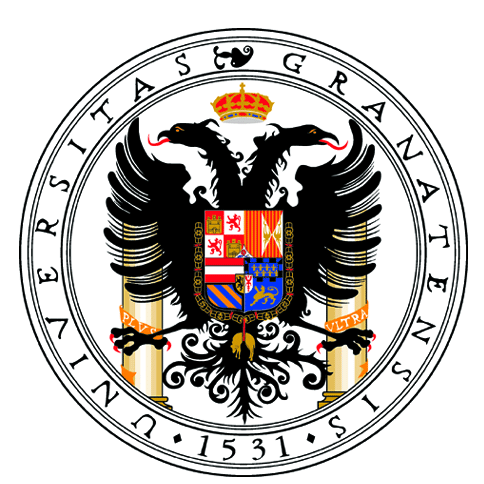 UNIVERSITAS GRANATENSIS
1531
PLVS
VLTRA